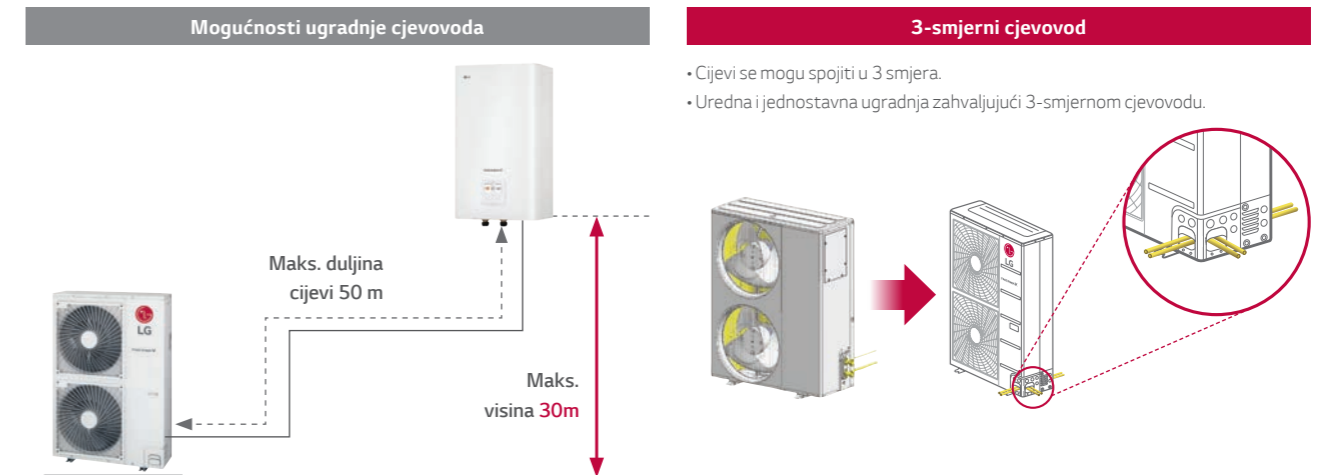 Mogućnosti ugradnje cjevovoda
Maks. duljina
cijevi 50 m
LG
Maks.
visina 30m
3-smjerni cjevovod
• Cijevi se mogu spojiti u 3 smjera.
• Uredna i jednostavna ugradnja zahvaljujući 3-smjernom cjevovodu.
LG